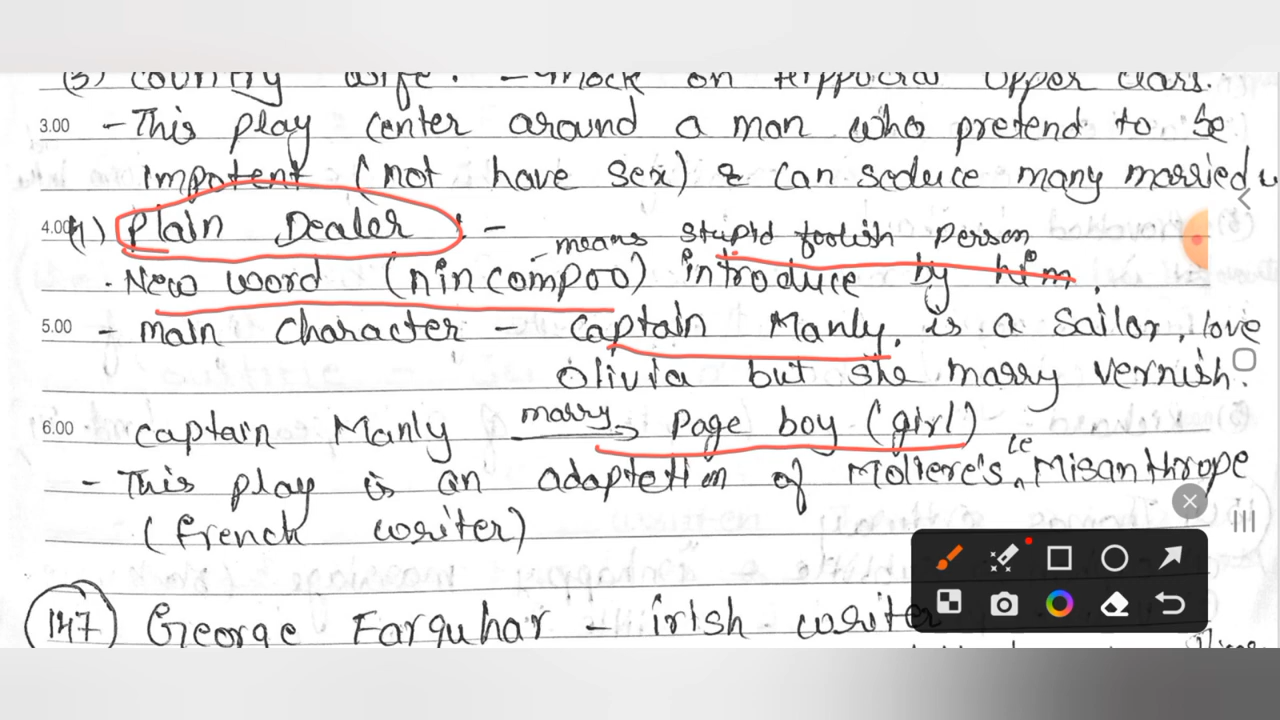 (3) Country wife. - Mock on Hippocra Upper class.
3.00 - This play center around a man who pretend to be
impotent (not have sex) & can seduce many married
4.00 (4) Plain Dealer : -
- means stupid foolish person
· New word (nincompoo) introduce by him.
5.00 - main character - Captain Manly. is a Sailor, love
Olivia but she marry Vernish.
6.00 Captain Manly marry → Page boy (girl)
- This play is an adaptation of Moliere's Le Misanthrope
(French writer)
147 George Farquhar - irish writer